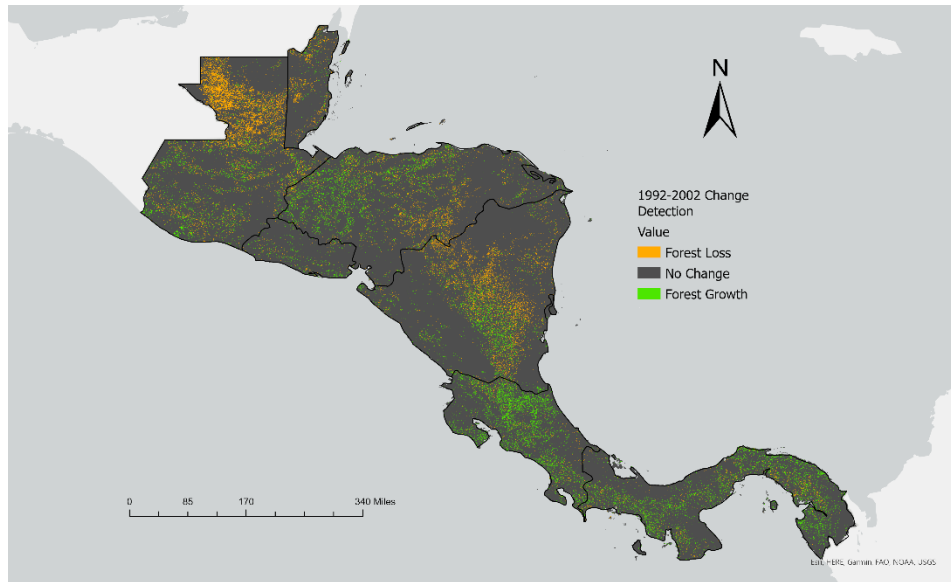 N
1992-2002 Change
Detection
Value
Forest Loss
No Change
Forest Growth
0 85 170 340 Miles
Esri, HERE, Garmin, FAO, NOAA, USGS